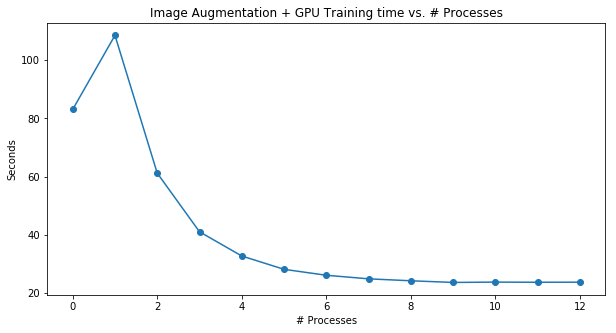 Image Augmentation + GPU Training time vs. # Processes
Seconds
100
80
60
40
20
0 2 4 6 8 10 12
# Processes